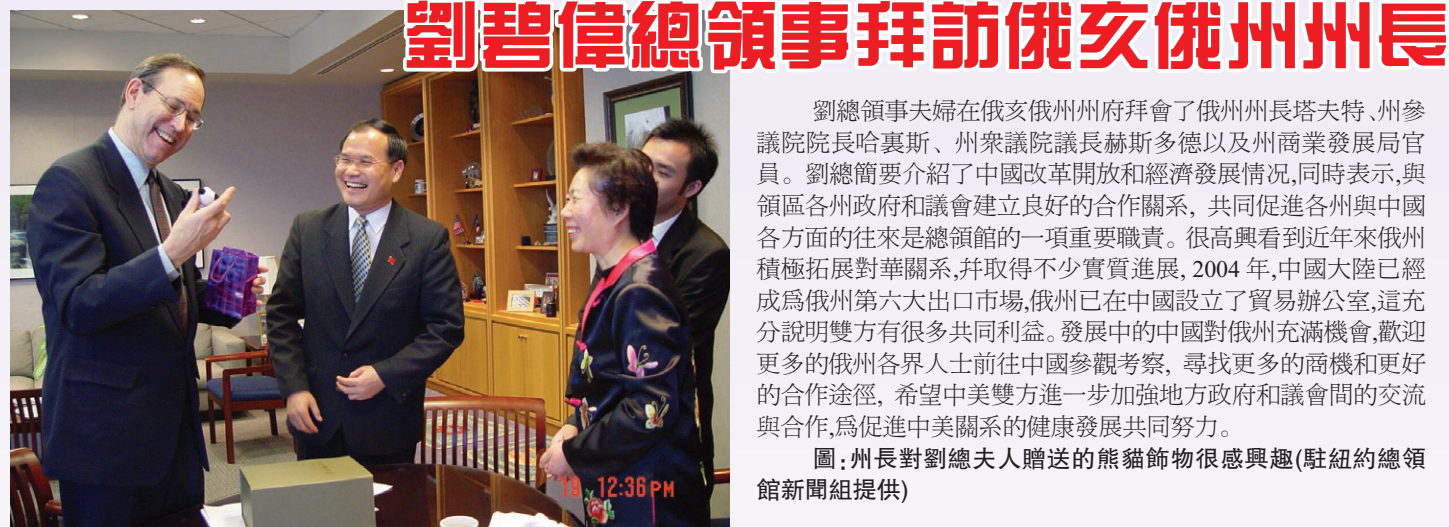 劉碧偉總領事拜訪俄亥俄州州長
劉總領事夫婦在俄亥俄州州府拜會了俄州州長塔夫特、州參
議院院長哈裏斯、州衆議院議長赫斯多德以及州商業發展局官
員。劉總簡要介紹了中國改革開放和經濟發展情况,同時表示,與
領區各州政府和議會建立良好的合作關系, 共同促進各州與中國
各方面的往來是總領館的一項重要職責。很高興看到近年來俄州
積極拓展對華關系,幷取得不少實質進展, 2004 年,中國大陸已經
成爲俄州第六大出口市場,俄州已在中國設立了貿易辦公室,這充
分說明雙方有很多共同利益。發展中的中國對俄州充滿機會,歡迎
更多的俄州各界人士前往中國參觀考察, 尋找更多的商機和更好
的合作途徑, 希望中美雙方進一步加強地方政府和議會間的交流
與合作,爲促進中美關系的健康發展共同努力。
圖:州長對劉總夫人贈送的熊貓飾物很感興趣(駐紐約總領
館新聞組提供)
19 12:36 PM